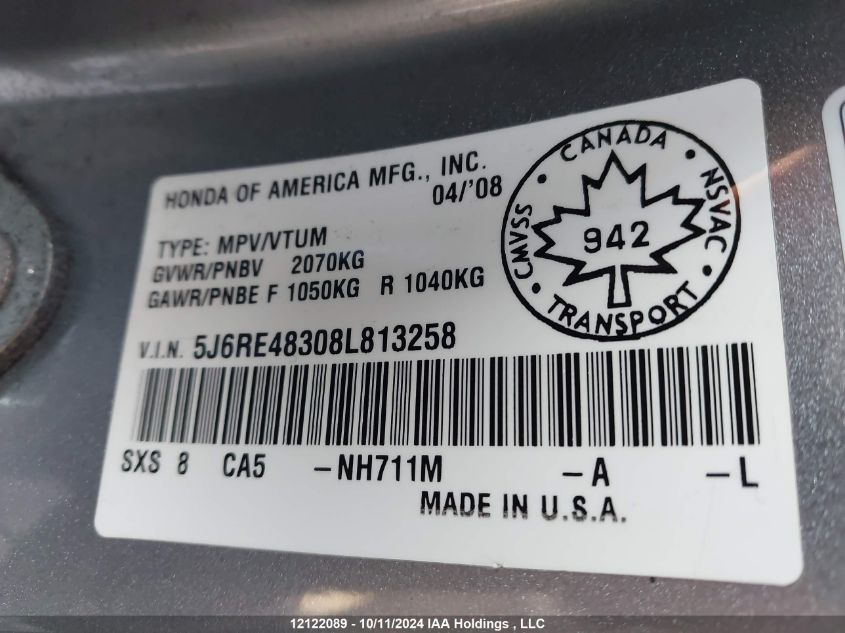 HONDA OF AMERICA MFG., INC.
04/'08
TYPE: MPV/VTUM
GVWR/PNBV 2070KG
GAWR/PNBE F 1050KG R 1040KG
V.I.N. 5J6RE48308L813258
SXS 8 CA5 -NH711M -A -L
MADE IN U.S.A.
• CANADA •
CMVSS 942 NSVAC
• TRANSPORT •
12122089 - 10/11/2024 IAA Holdings , LLC